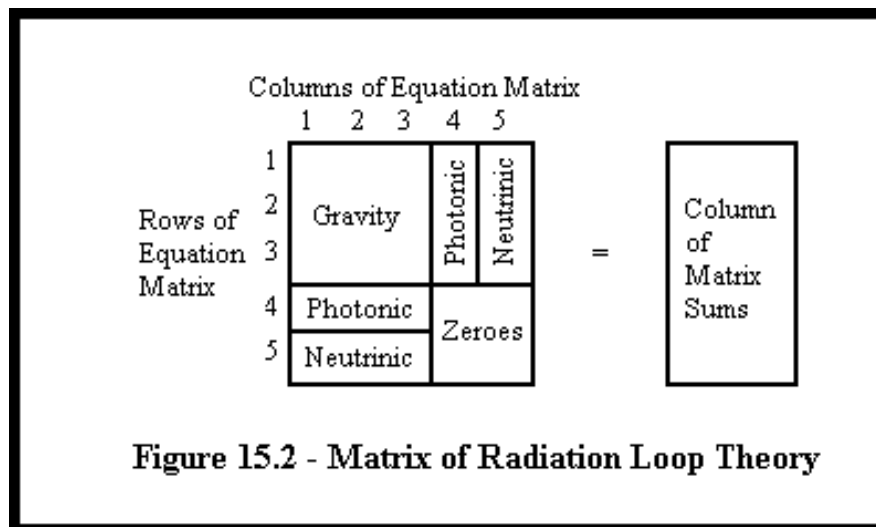 Columns of Equation Matrix
1 2 3 4 5
Rows of
Equation
Matrix
1
2
3
4
5
Gravity
Photonic
Neutrinic
Photonic
Neutrinic
Zeroes
=
Column
of
Matrix
Sums
Figure 15.2 - Matrix of Radiation Loop Theory